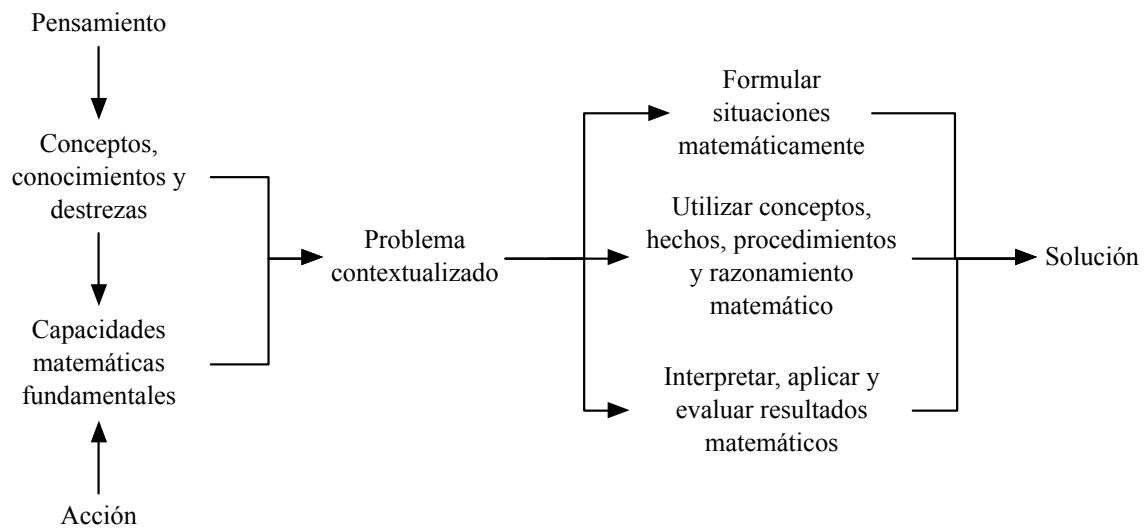 Pensamiento
Conceptos,
conocimientos y
destrezas
Capacidades
matemáticas
fundamentales
Acción
Problema
contextualizado
Formular
situaciones
matemáticamente
Utilizar conceptos,
hechos, procedimientos
y razonamiento
matemático
Interpretar, aplicar y
evaluar resultados
matemáticos
Solución